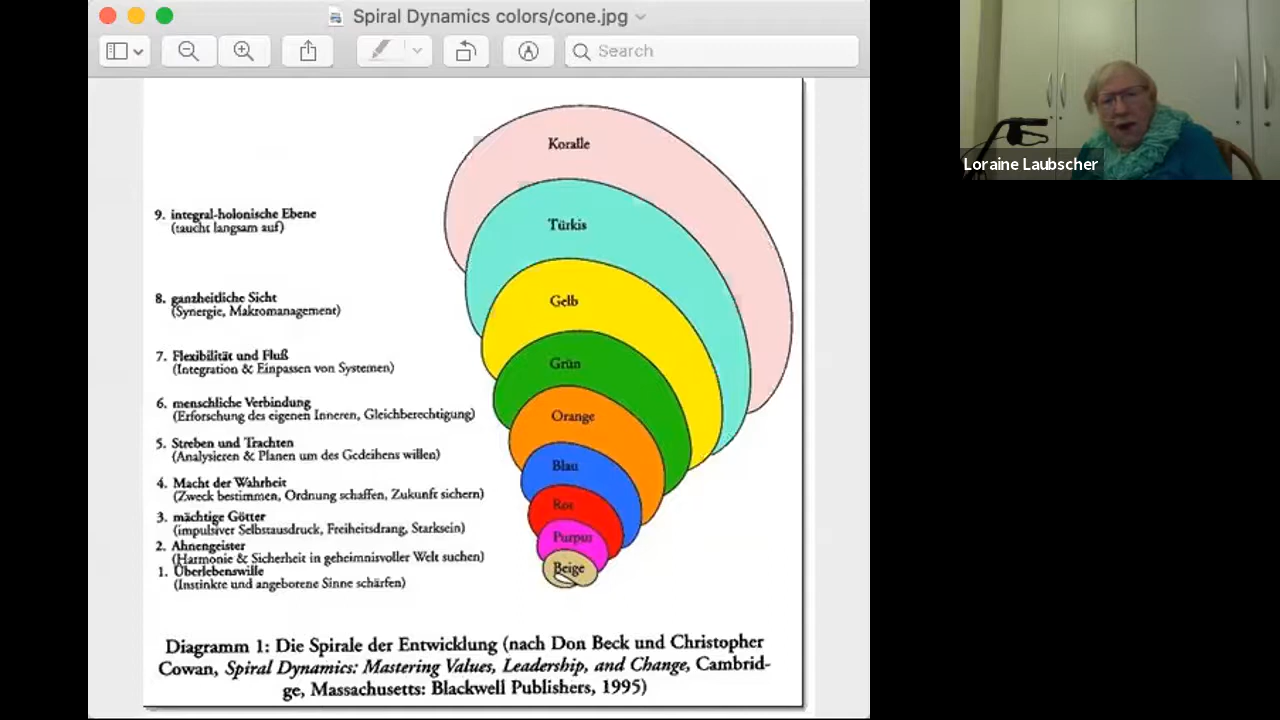 Spiral Dynamics colors/cone.jpg
Search
Koralle
9. integral-holonische Ebene
(taucht langsam auf)
Türkis
8. ganzheitliche Sicht
(Synergie, Makromanagement)
Gelb
7. Flexibilität und Fluß
(Integration & Einpassen von Systemen)
Grün
6. menschliche Verbindung
(Erforschung des eigenen Inneren, Gleichberechtigung)
Orange
5. Streben und Trachten
(Analysieren & Planen um des Gedeihens willen)
Blau
4. Macht der Wahrheit
(Zweck bestimmen, Ordnung schaffen, Zukunft sichern)
Rot
3. mächtige Götter
(impulsiver Selbstausdruck, Freiheitsdrang, Starksein)
Purpur
2. Ahnengeister
(Harmonie & Sicherheit in geheimnisvoller Welt suchen)
Beige
1. Überlebenswille
(Instinkte und angeborene Sinne schärfen)
Diagramm 1: Die Spirale der Entwicklung (nach Don Beck und Christopher
Cowan, Spiral Dynamics: Mastering Values, Leadership, and Change, Cambrid-
ge, Massachusetts: Blackwell Publishers, 1995)
Loraine Laubscher